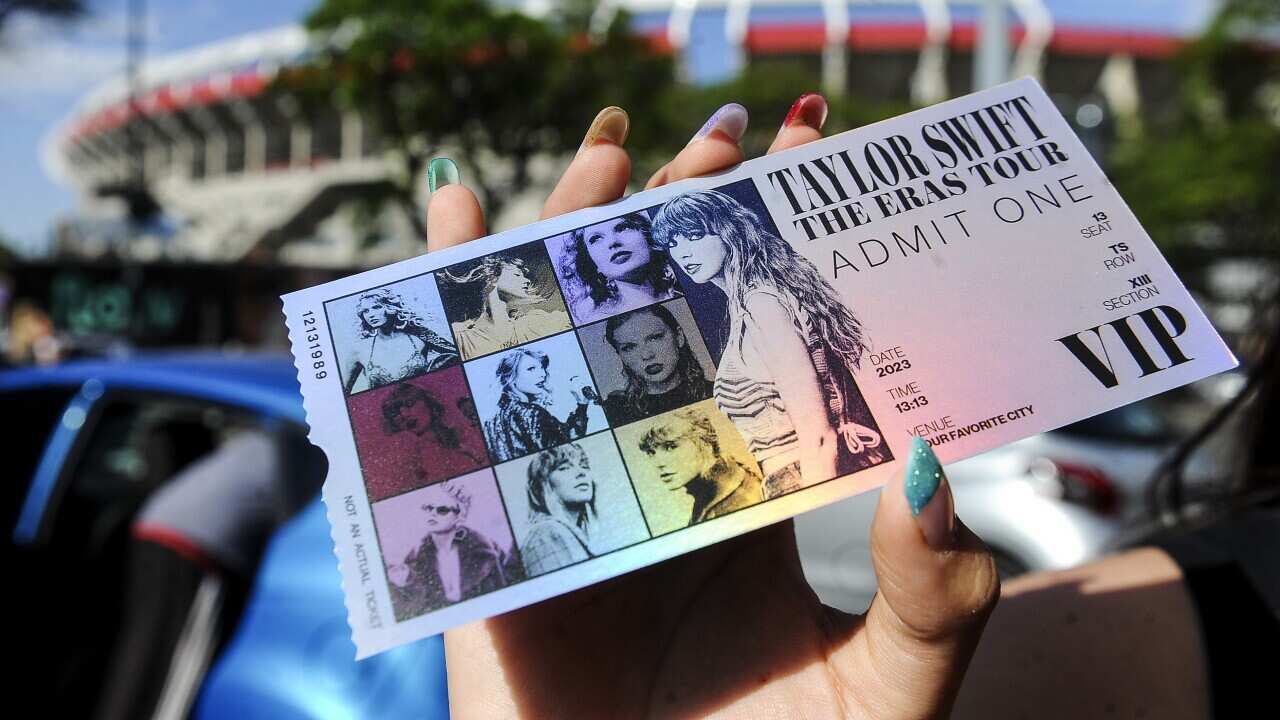 12131989
NOT AN ACTUAL TICKET
TAYLOR SWIFT
THE ERAS TOUR
ADMIT ONE
13
SEAT
TS
ROW
XIII
SECTION
VIP
DATE
2023
TIME
13:13
VENUE
OUR FAVORITE CITY